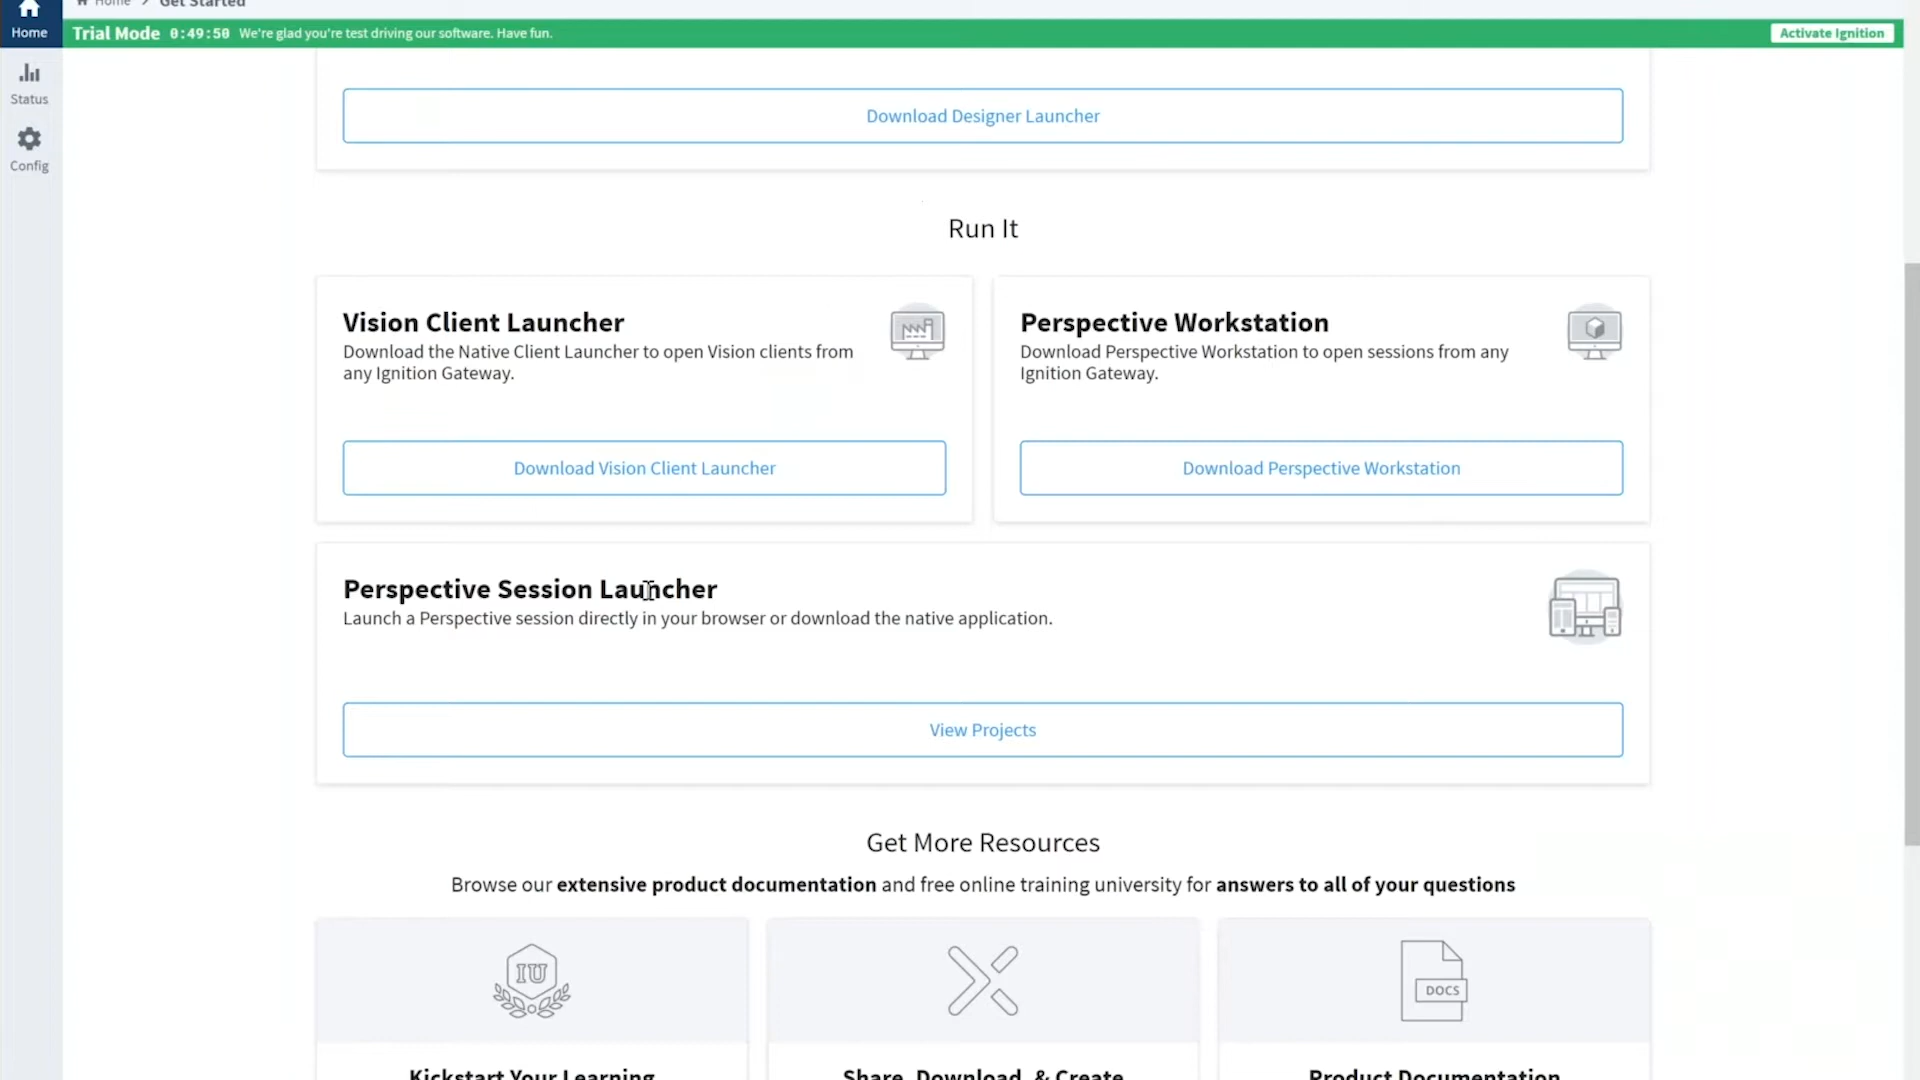 Home > Get Started
Home
Trial Mode 0:49:50 We're glad you're test driving our software. Have fun.
Activate Ignition
Status
Config
Download Designer Launcher
Run It
Vision Client Launcher
Download the Native Client Launcher to open Vision clients from
any Ignition Gateway.
Download Vision Client Launcher
Perspective Workstation
Download Perspective Workstation to open sessions from any
Ignition Gateway.
Download Perspective Workstation
Perspective Session Launcher
Launch a Perspective session directly in your browser or download the native application.
View Projects
Get More Resources
Browse our extensive product documentation and free online training university for answers to all of your questions
IU
DOCS
Kickstart Your Learning
Share, Download, & Create
Product Documentation